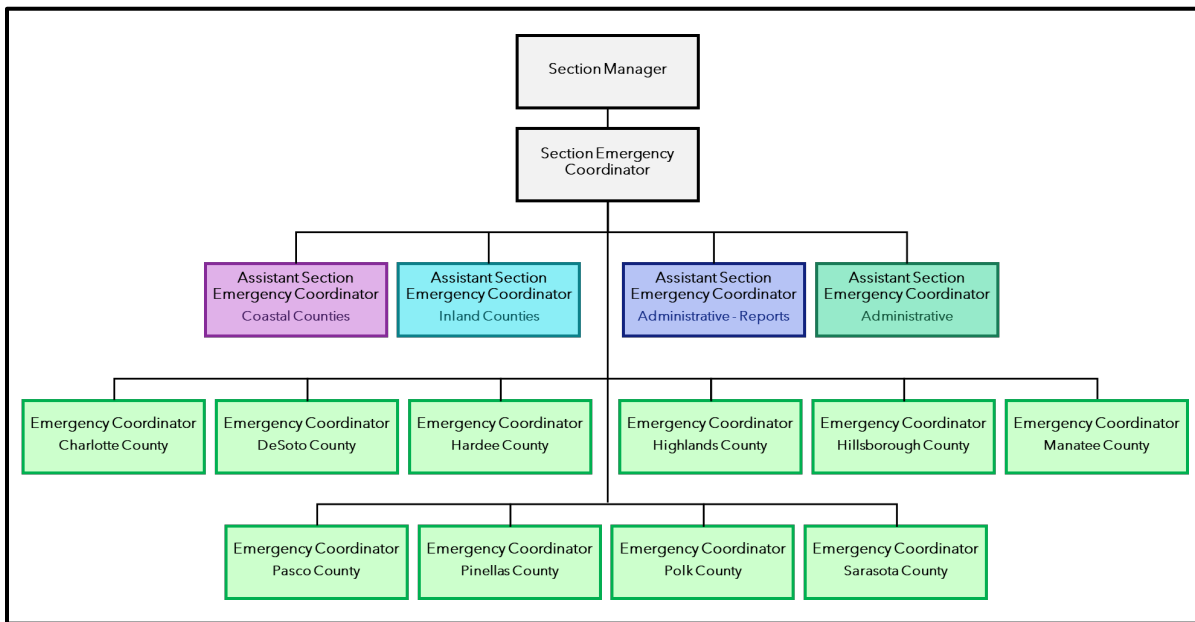 Section Manager
Section Emergency
Coordinator
Assistant Section
Emergency Coordinator
Coastal Counties
Assistant Section
Emergency Coordinator
Inland Counties
Assistant Section
Emergency Coordinator
Administrative - Reports
Assistant Section
Emergency Coordinator
Administrative
Emergency Coordinator
Charlotte County
Emergency Coordinator
DeSoto County
Emergency Coordinator
Hardee County
Emergency Coordinator
Highlands County
Emergency Coordinator
Hillsborough County
Emergency Coordinator
Manatee County
Emergency Coordinator
Pasco County
Emergency Coordinator
Pinellas County
Emergency Coordinator
Polk County
Emergency Coordinator
Sarasota County